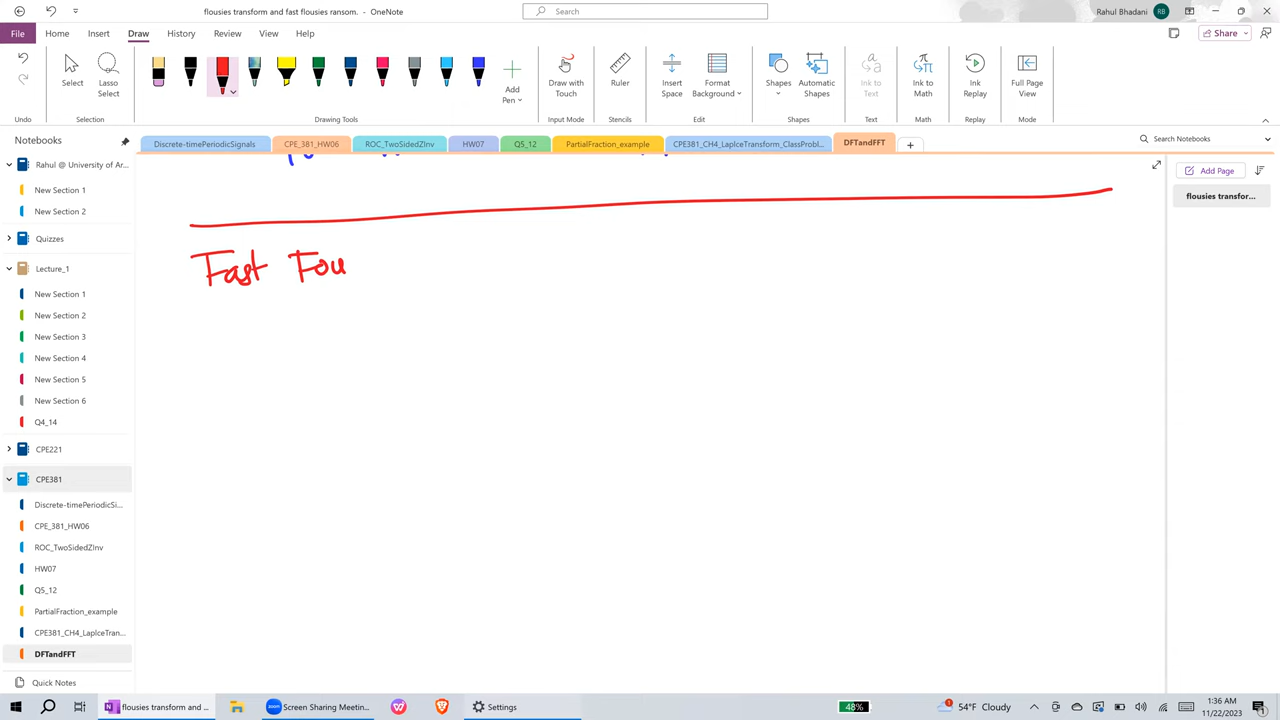 flousies transform and fast flousies ransom. - OneNote
Search
Rahul Bhadani
RB
File Home Insert Draw History Review View Help
Share
Select
Lasso Select
Add Pen
Draw with Touch
Ruler
Insert Space
Format Background
Shapes
Automatic Shapes
Ink to Text
Ink to Math
Ink Replay
Full Page View
Undo
Selection
Drawing Tools
Input Mode
Stencils
Edit
Shapes
Text
Math
Replay
Mode
Notebooks
Discrete-timePeriodicSignals
CPE_381_HW06
ROC_TwoSidedZInv
HW07
Q5_12
PartialFraction_example
CPE381_CH4_LaplceTransform_ClassProbl...
DFTandFFT
Search Notebooks
Rahul @ University of Ar...
New Section 1
New Section 2
Quizzes
Lecture_1
New Section 1
New Section 2
New Section 3
New Section 4
New Section 5
New Section 6
Q4_14
CPE221
CPE381
Discrete-timePeriodicSi...
CPE_381_HW06
ROC_TwoSidedZInv
HW07
Q5_12
PartialFraction_example
CPE381_CH4_LaplceTran...
DFTandFFT
Quick Notes
Fast Fou
Add Page
flousies transfor...
flousies transform and ...
Screen Sharing Meetin...
Settings
48%
54°F Cloudy
1:36 AM
11/22/2023